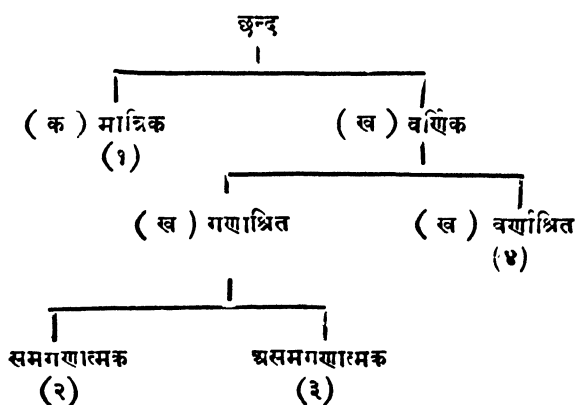 छन्द
( क ) मात्रिक ( ख ) वर्णिक
(१)
( ख ) गणाश्रित ( ख ) वर्णाश्रित
(४)
समगणात्मक असमगणात्मक
(२) (३)